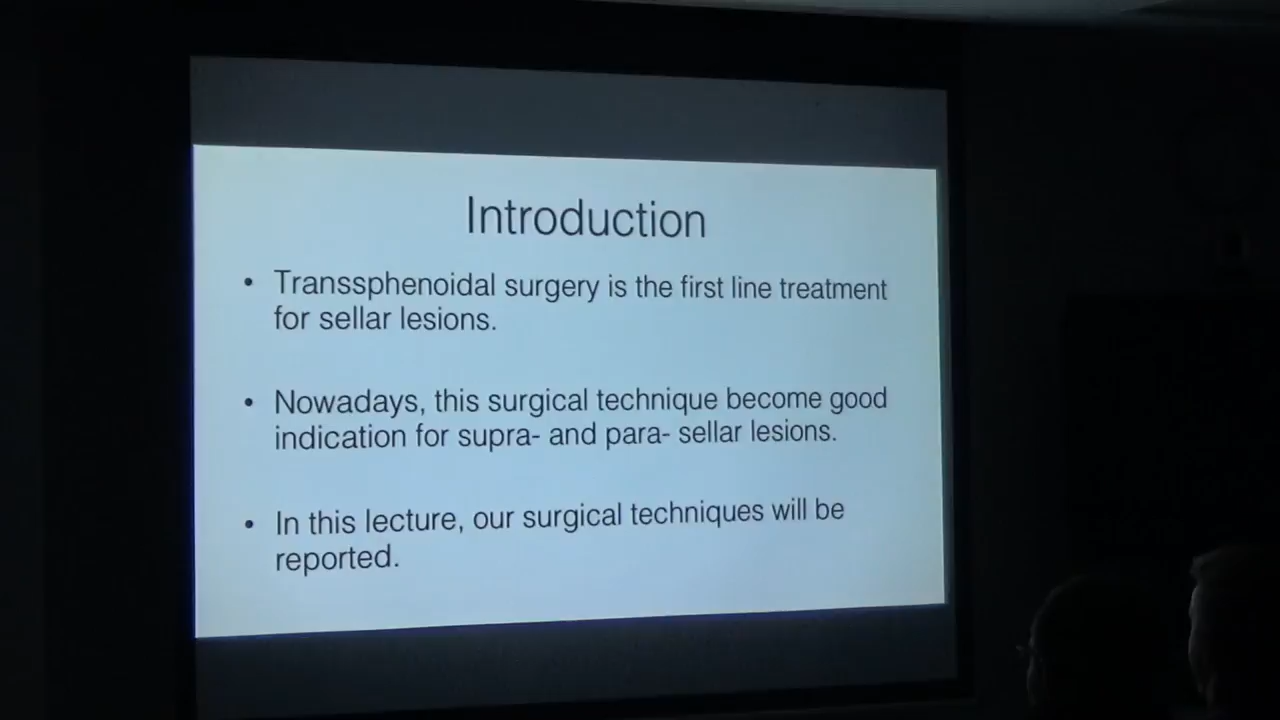 Introduction
• Transsphenoidal surgery is the first line treatment
for sellar lesions.
• Nowadays, this surgical technique become good
indication for supra- and para- sellar lesions.
• In this lecture, our surgical techniques will be
reported.